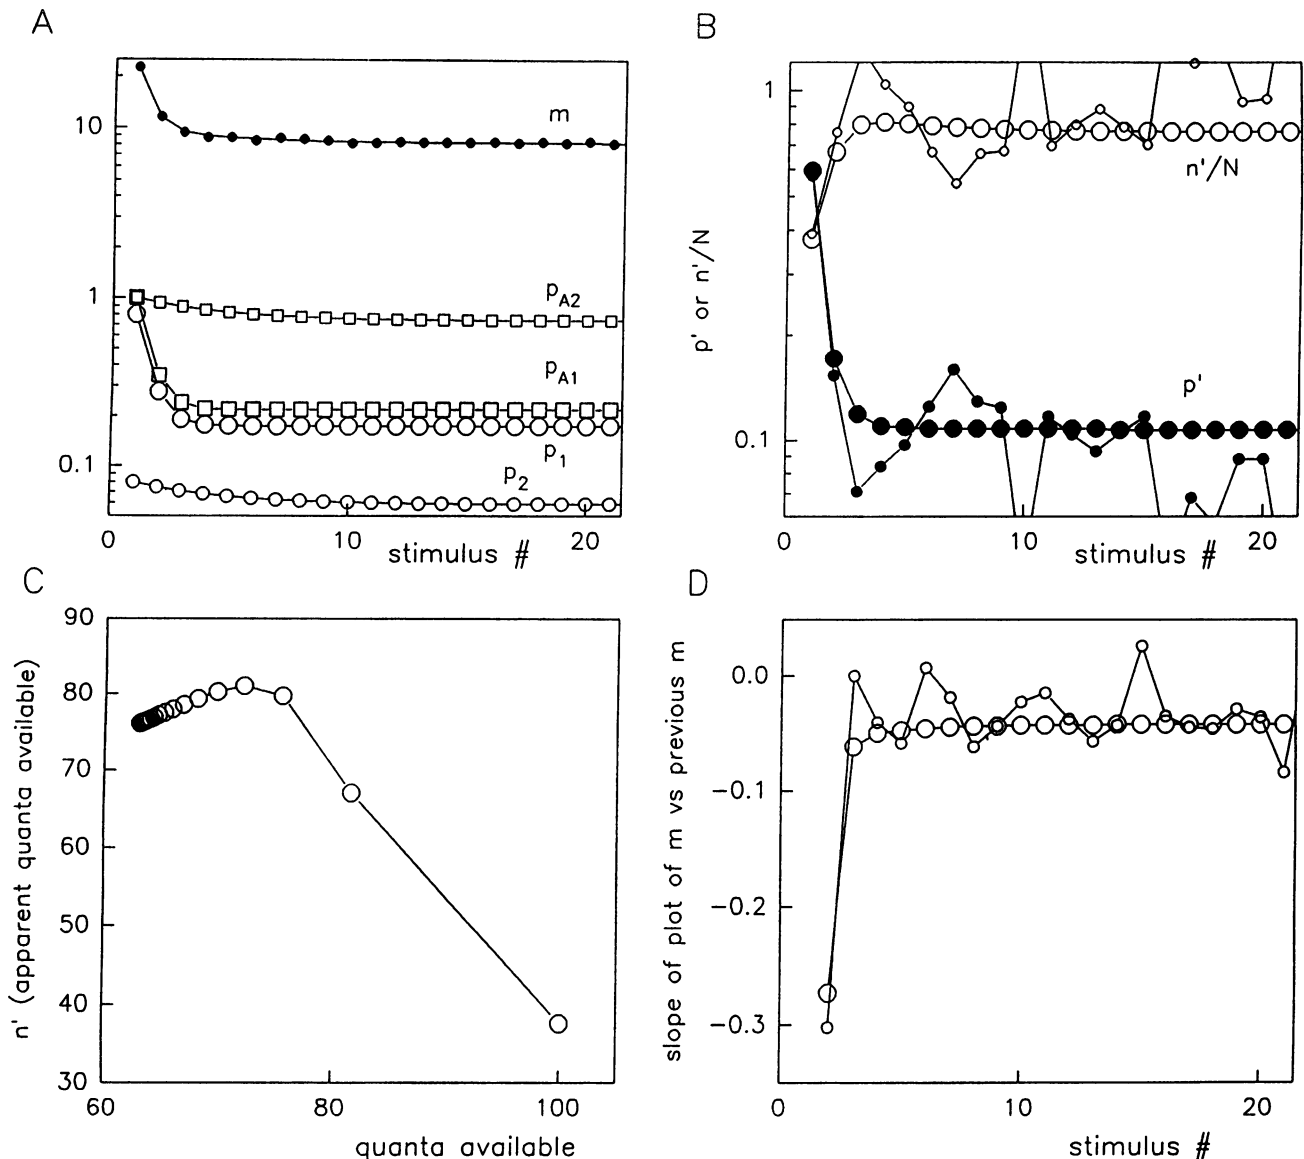 A
10
1
0.1
m
pA2
pA1
p1
p2
0
10
20
stimulus #
B
p' or n'/N
1
0.1
n'/N
p'
0
10
20
stimulus #
C
n' (apparent quanta available)
90
80
70
60
50
40
30
60
80
100
quanta available
D
slope of plot of m vs previous m
0.0
−0.1
−0.2
−0.3
0
10
20
stimulus #